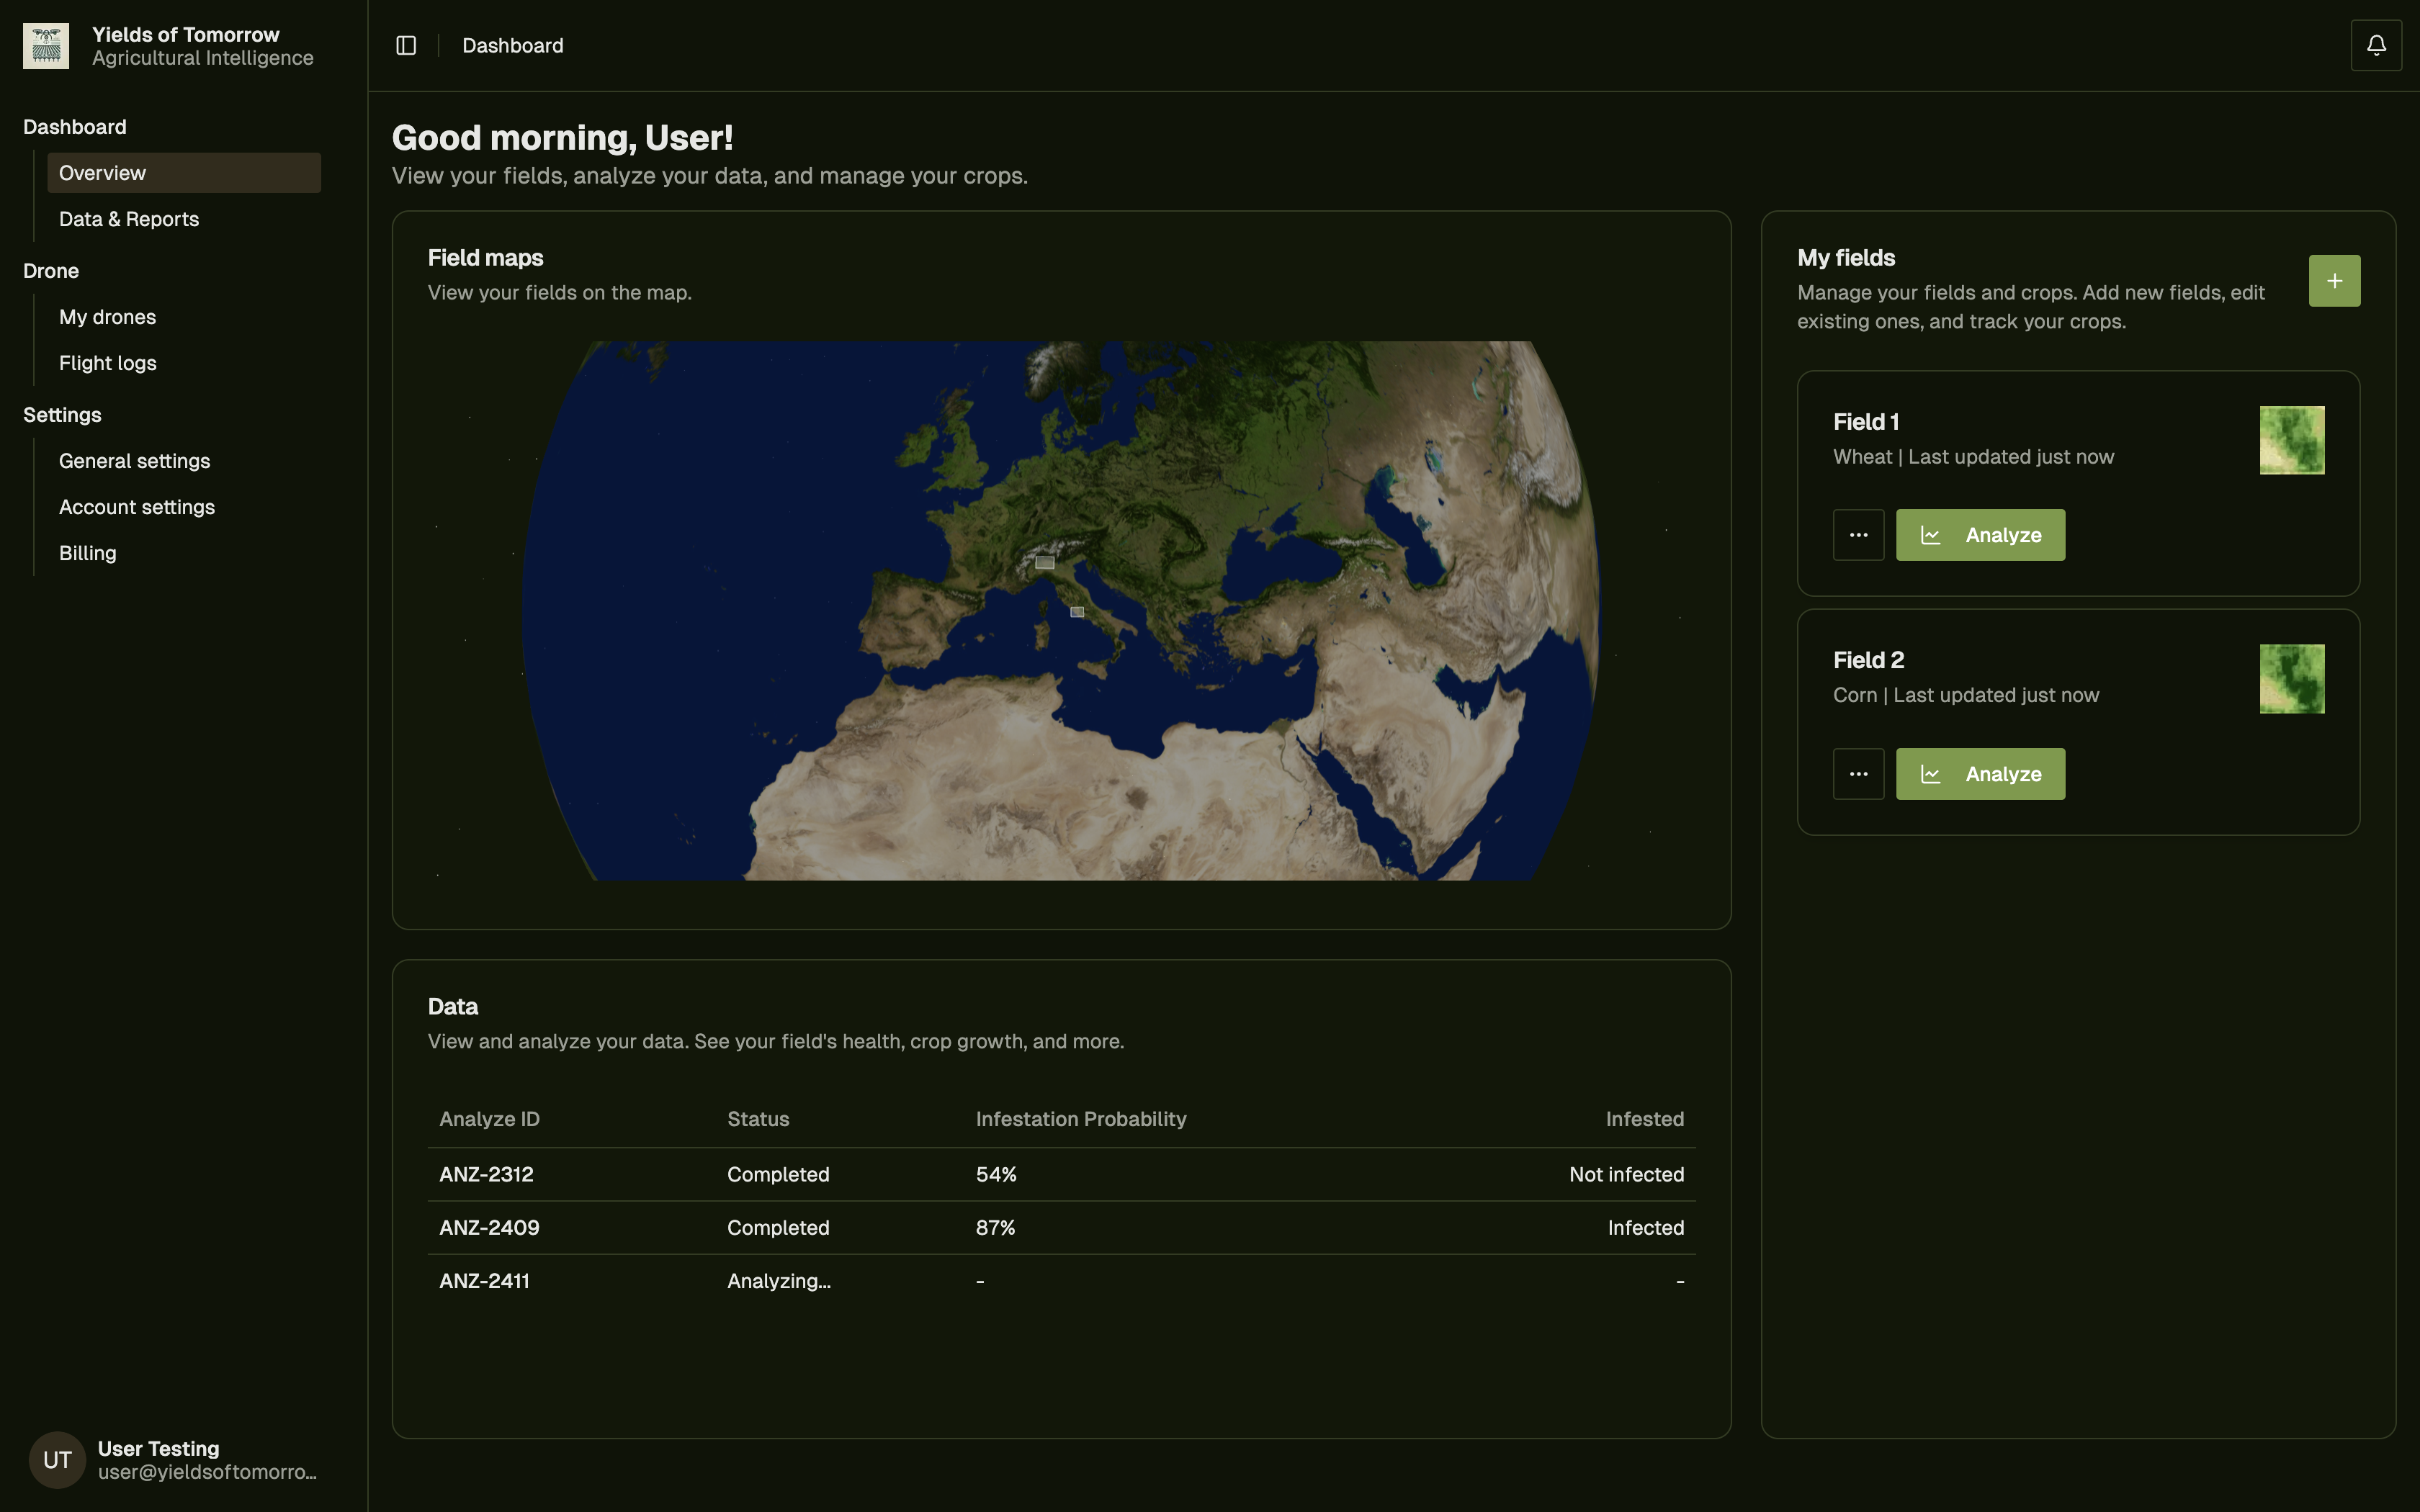 Yields of Tomorrow
Agricultural Intelligence
Dashboard
Overview
Data & Reports
Drone
My drones
Flight logs
Settings
General settings
Account settings
Billing
UT
User Testing
user@yieldsoftomorro...
Dashboard
Good morning, User!
View your fields, analyze your data, and manage your crops.
Field maps
View your fields on the map.
Data
View and analyze your data. See your field's health, crop growth, and more.
Analyze ID Status Infestation Probability Infested
ANZ-2312 Completed 54% Not infected
ANZ-2409 Completed 87% Infected
ANZ-2411 Analyzing... - -
My fields
Manage your fields and crops. Add new fields, edit
existing ones, and track your crops.
Field 1
Wheat | Last updated just now
Analyze
Field 2
Corn | Last updated just now
Analyze